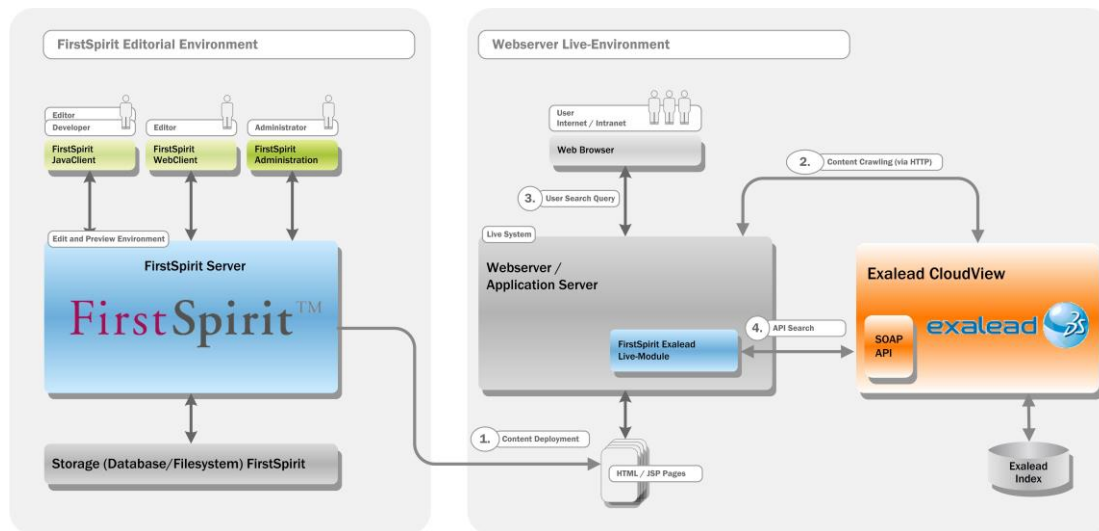 FirstSpirit Editorial Environment
Editor
Developer
FirstSpirit
JavaClient
Editor
FirstSpirit
WebClient
Administrator
FirstSpirit
Administration
Edit and Preview Environment
FirstSpirit Server
FirstSpirit™
Storage (Database/Filesystem) FirstSpirit
Webserver Live-Environment
User
Internet / Intranet
Web Browser
2. Content Crawling (via HTTP)
3. User Search Query
Live System
Webserver /
Application Server
FirstSpirit Exalead
Live-Module
4. API Search
Exalead CloudView
exalead
SOAP
API
1. Content Deployment
HTML / JSP Pages
Exalead
Index